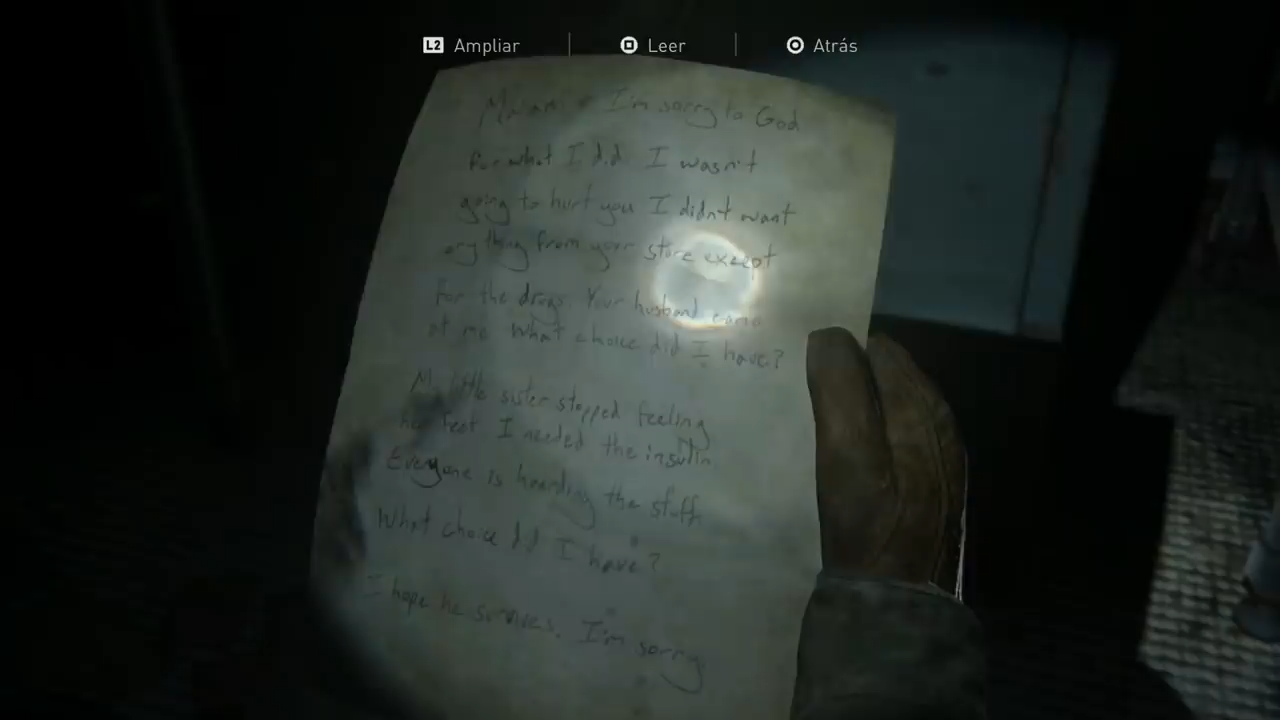 L2 Ampliar
Leer
Atrás
I'm sorry to God
for what I did. I wasn't
going to hurt you I didn't want
anything from your store except
for the drugs. Your husband came
at me. What choice did I have?
My little sister stopped feeling
her feet. I needed the insulin.
Everyone is hoarding the stuff.
What choice did I have?
I hope he survives. I'm sorry